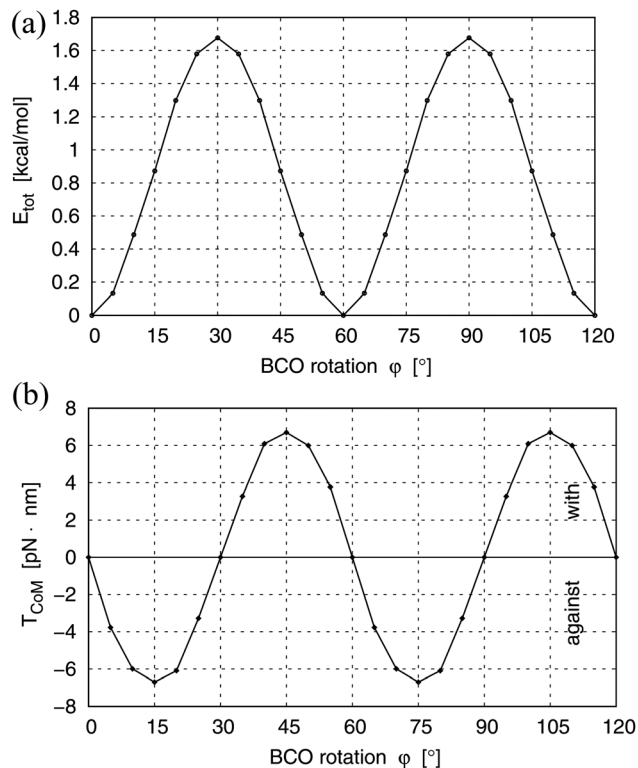 (a)
1.8
1.6
1.4
1.2
1
0.8
0.6
0.4
0.2
0
E_tot [kcal/mol]
0 15 30 45 60 75 90 105 120
BCO rotation φ [°]
(b)
8
6
4
2
0
−2
−4
−6
−8
T_CoM [pN · nm]
with
against
0 15 30 45 60 75 90 105 120
BCO rotation φ [°]